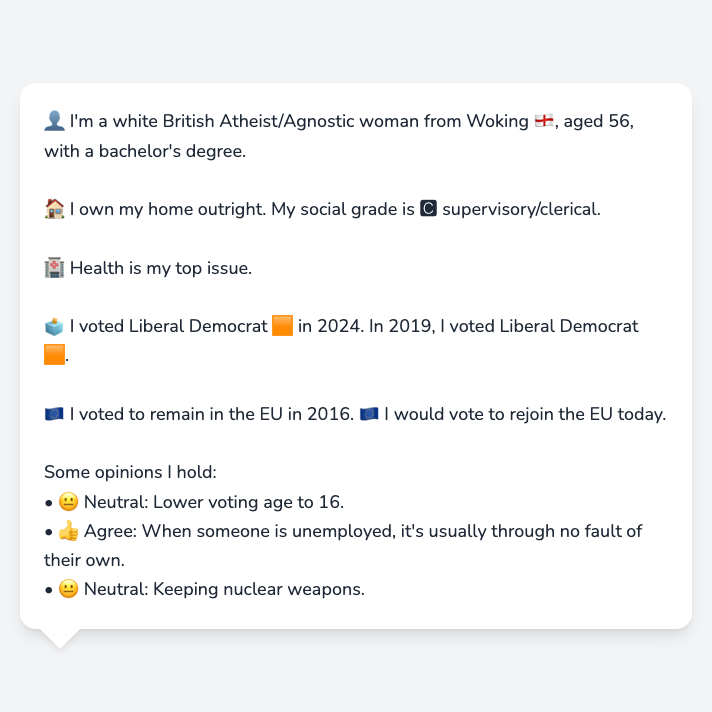 👤 I'm a white British Atheist/Agnostic woman from Woking 🏴󠁧󠁢󠁥󠁮󠁧󠁿, aged 56,
with a bachelor's degree.
🏠 I own my home outright. My social grade is 🅲 supervisory/clerical.
🏥 Health is my top issue.
🗳️ I voted Liberal Democrat 🟧 in 2024. In 2019, I voted Liberal Democrat
🟧.
🇪🇺 I voted to remain in the EU in 2016. 🇪🇺 I would vote to rejoin the EU today.
Some opinions I hold:
• 😐 Neutral: Lower voting age to 16.
• 👍 Agree: When someone is unemployed, it's usually through no fault of
their own.
• 😐 Neutral: Keeping nuclear weapons.